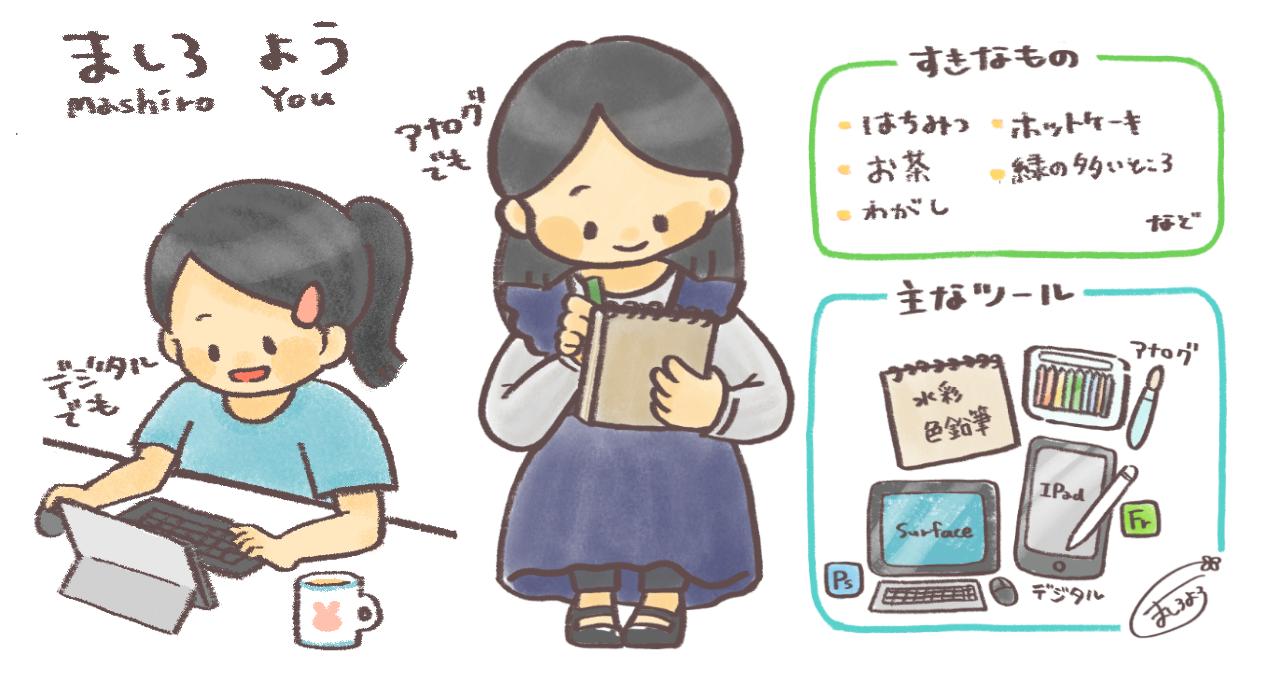 ましろ よう
mashiro You
アナログ
でも
デジタル
でも
すきなもの
はちみつ
お茶
わがし
ホットケーキ
緑の多いところ
など
主なツール
水彩
色鉛筆
アナログ
Surface
IPad
Ps
Fr
デジタル
ましろよう